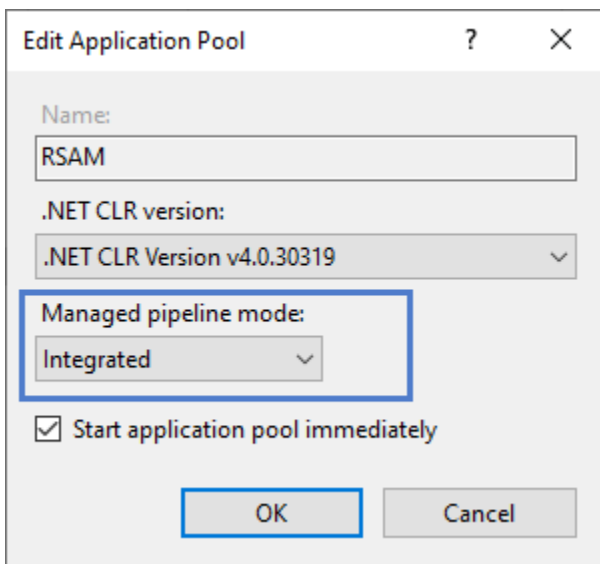 Edit Application Pool
?
Name:
RSAM
.NET CLR version:
.NET CLR Version v4.0.30319
Managed pipeline mode:
Integrated
Start application pool immediately
OK
Cancel